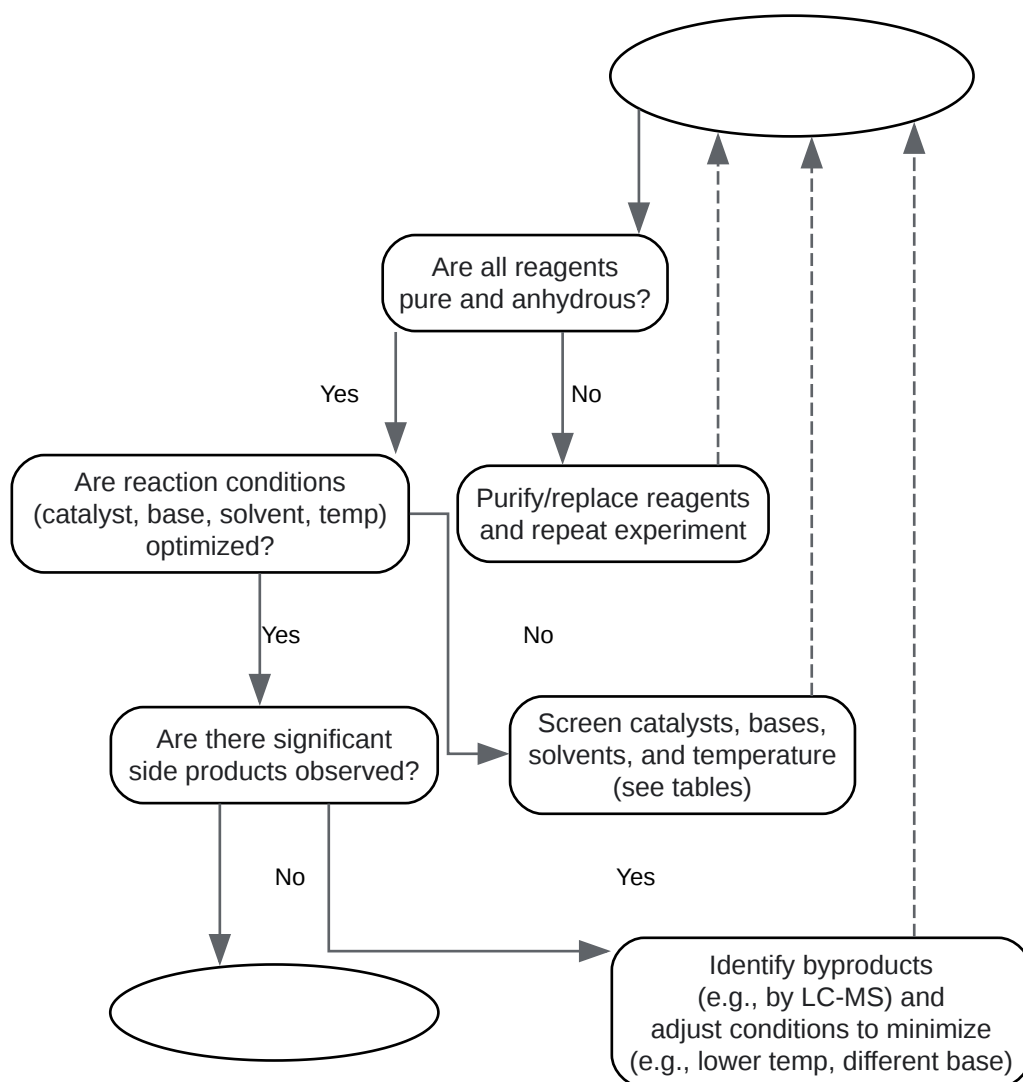 Are all reagents
pure and anhydrous?
Yes
No
Are reaction conditions
(catalyst, base, solvent, temp)
optimized?
Purify/replace reagents
and repeat experiment
Yes
No
Are there significant
side products observed?
Screen catalysts, bases,
solvents, and temperature
(see tables)
No
Yes
Identify byproducts
(e.g., by LC-MS) and
adjust conditions to minimize
(e.g., lower temp, different base)